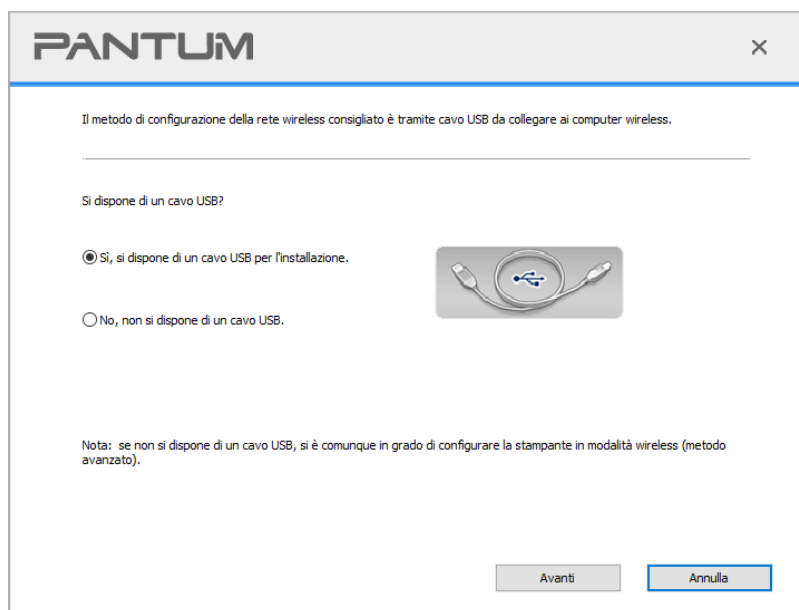 PANTUM
Il metodo di configurazione della rete wireless consigliato è tramite cavo USB da collegare ai computer wireless.
Si dispone di un cavo USB?
Sì, si dispone di un cavo USB per l'installazione.
No, non si dispone di un cavo USB.
Nota: se non si dispone di un cavo USB, si è comunque in grado di configurare la stampante in modalità wireless (metodo
avanzato).
Avanti
Annulla